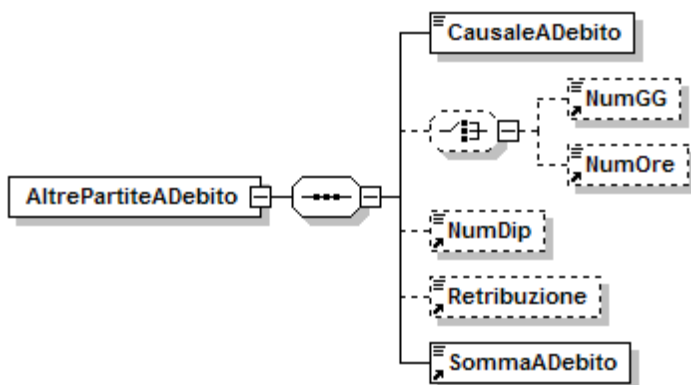 CausaleADebito
NumGG
NumOre
AltrePartiteADebito
NumDip
Retribuzione
SommaADebito